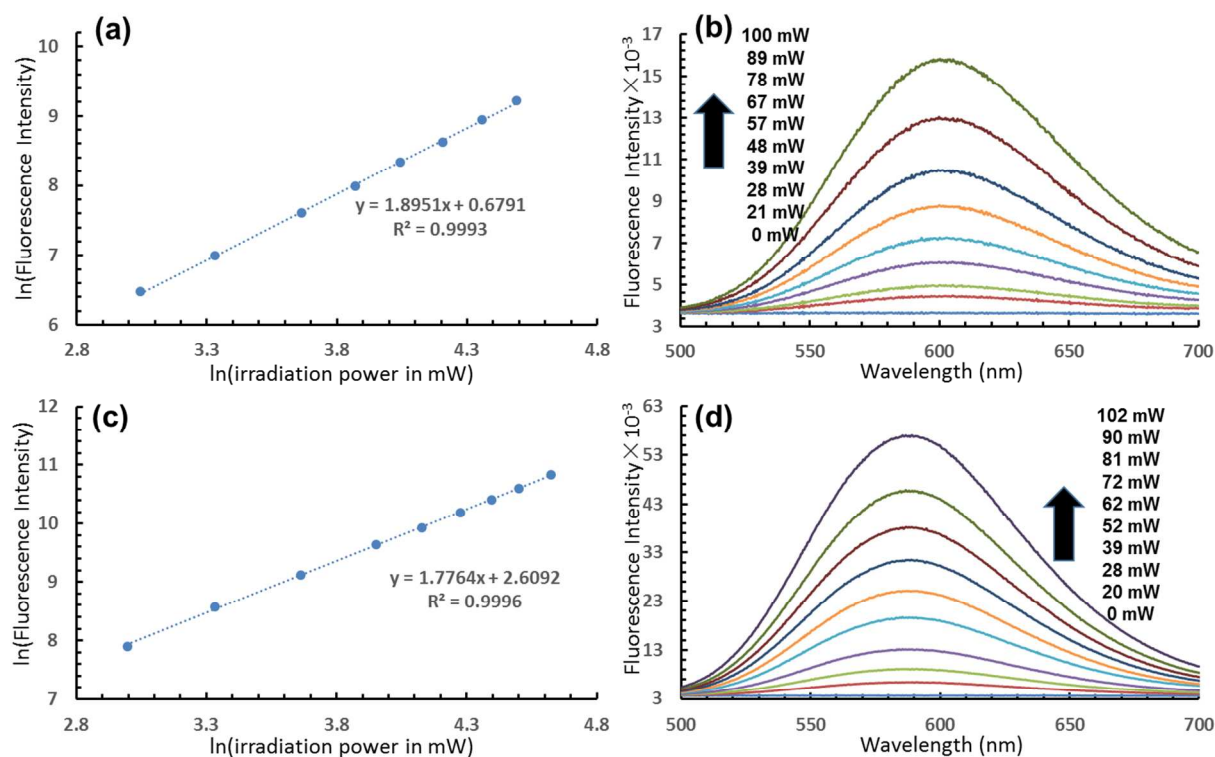 (a)
10
9
8
7
6
ln(Fluorescence Intensity)
y = 1.8951x + 0.6791
R² = 0.9993
2.8 3.3 3.8 4.3 4.8
ln(irradiation power in mW)
(b)
100 mW
89 mW
78 mW
67 mW
57 mW
48 mW
39 mW
28 mW
21 mW
0 mW
17
15
13
11
9
7
5
3
Fluorescence Intensity×10⁻³
500 550 600 650 700
Wavelength (nm)
(c)
12
11
10
9
8
7
ln(Fluorescence Intensity)
y = 1.7764x + 2.6092
R² = 0.9996
2.8 3.3 3.8 4.3 4.8
ln(irradiation power in mW)
(d)
102 mW
90 mW
81 mW
72 mW
62 mW
52 mW
39 mW
28 mW
20 mW
0 mW
63
53
43
33
23
13
3
Fluorescence Intensity×10⁻³
500 550 600 650 700
Wavelength (nm)